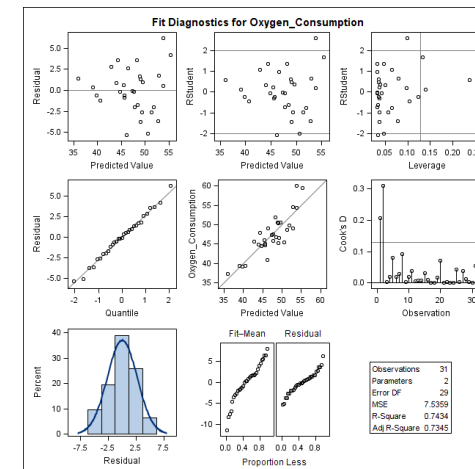 Fit Diagnostics for Oxygen_Consumption
Residual
5.0
2.5
0.0
-2.5
-5.0
35 40 45 50 55
Predicted Value
RStudent
2
1
0
-1
-2
35 40 45 50 55
Predicted Value
RStudent
2
1
0
-1
-2
0.05 0.10 0.15 0.20
Leverage
Residual
5.0
0.0
-5.0
-2 -1 0 1 2
Quantile
Oxygen_Consumption
60
55
50
45
40
35
35 40 45 50 55 60
Predicted Value
Cook's D
0.3
0.2
0.1
0.0
0 10 20 30
Observation
Percent
40
30
20
10
0
-7.5 -2.5 2.5 7.5
Residual
Fit–Mean Residual
5
0
-5
-10
0.0 0.4 0.8 0.0 0.4 0.8
Proportion Less
Observations 31
Parameters 2
Error DF 29
MSE 7.5359
R-Square 0.7434
Adj R-Square 0.7345